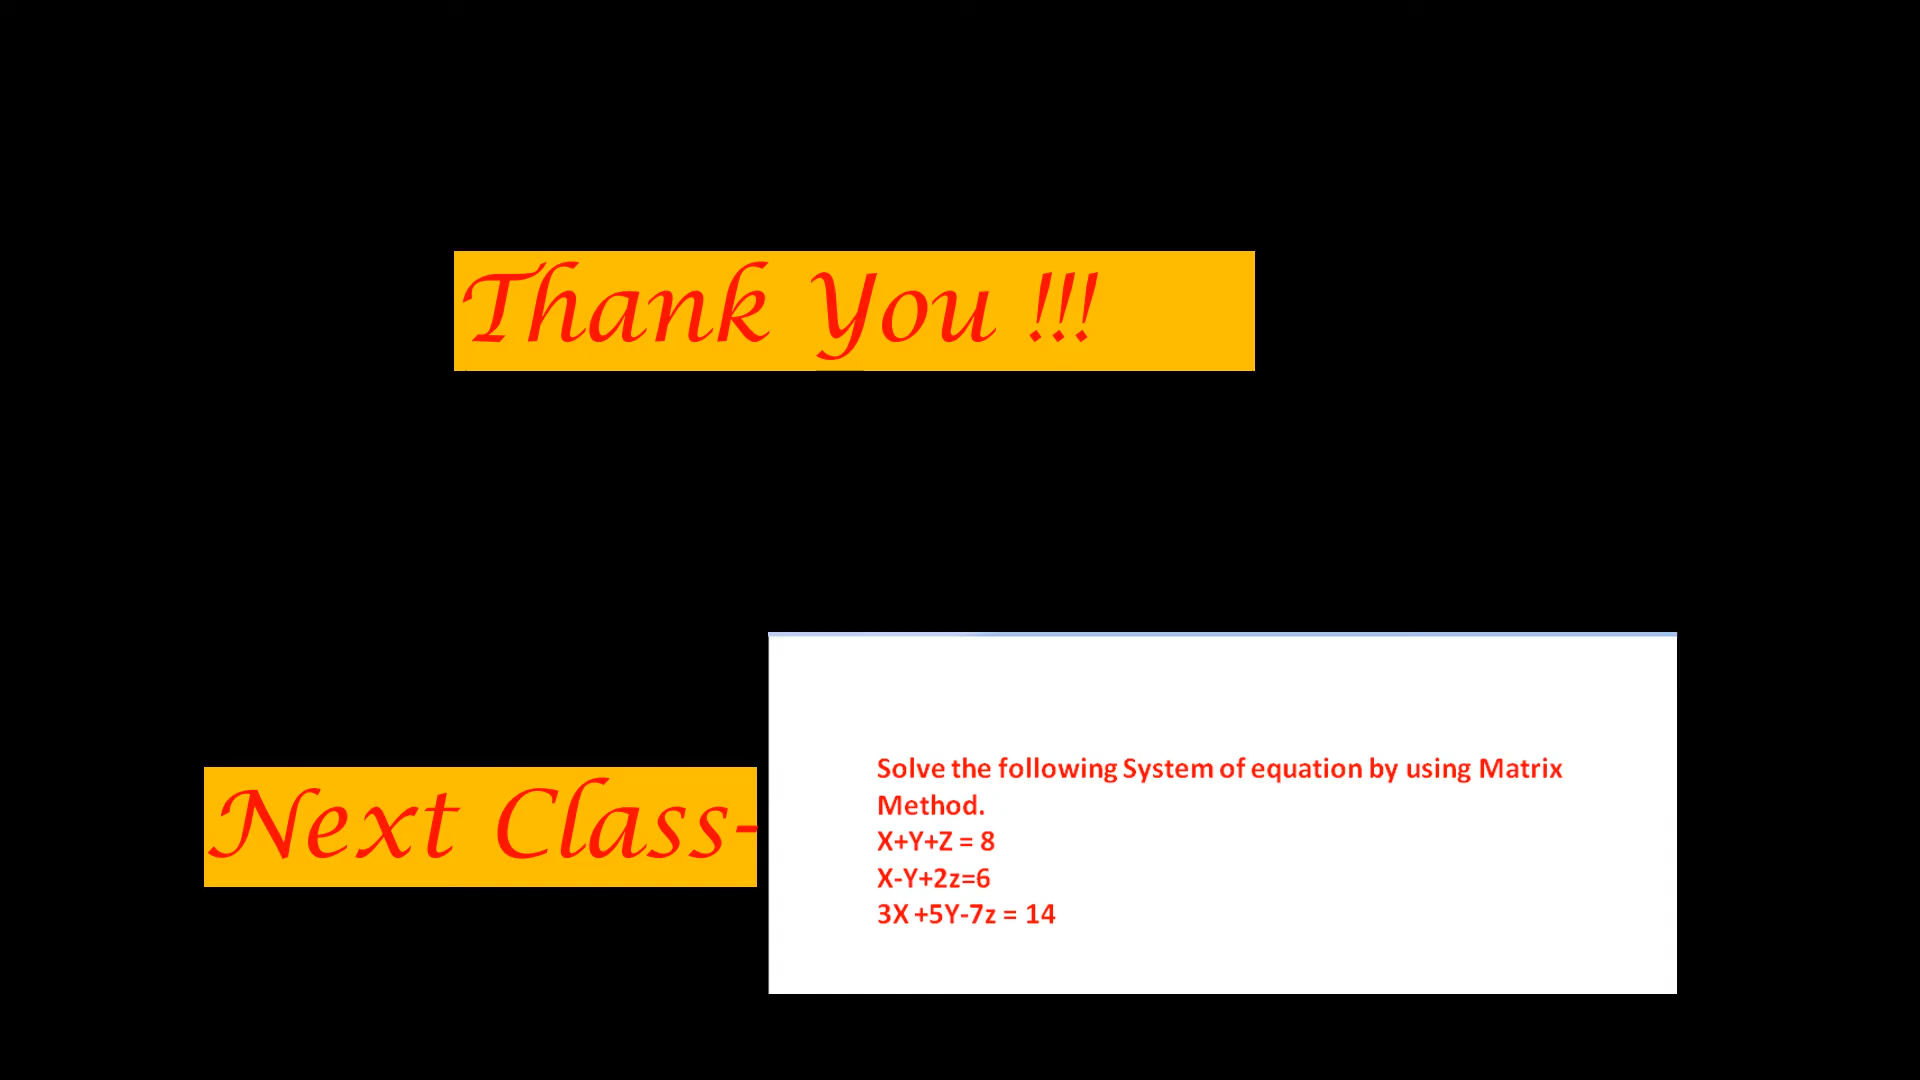 Thank You !!!
Next Class-
Solve the following System of equation by using Matrix
Method.
X+Y+Z = 8
X-Y+2z=6
3X +5Y-7z = 14